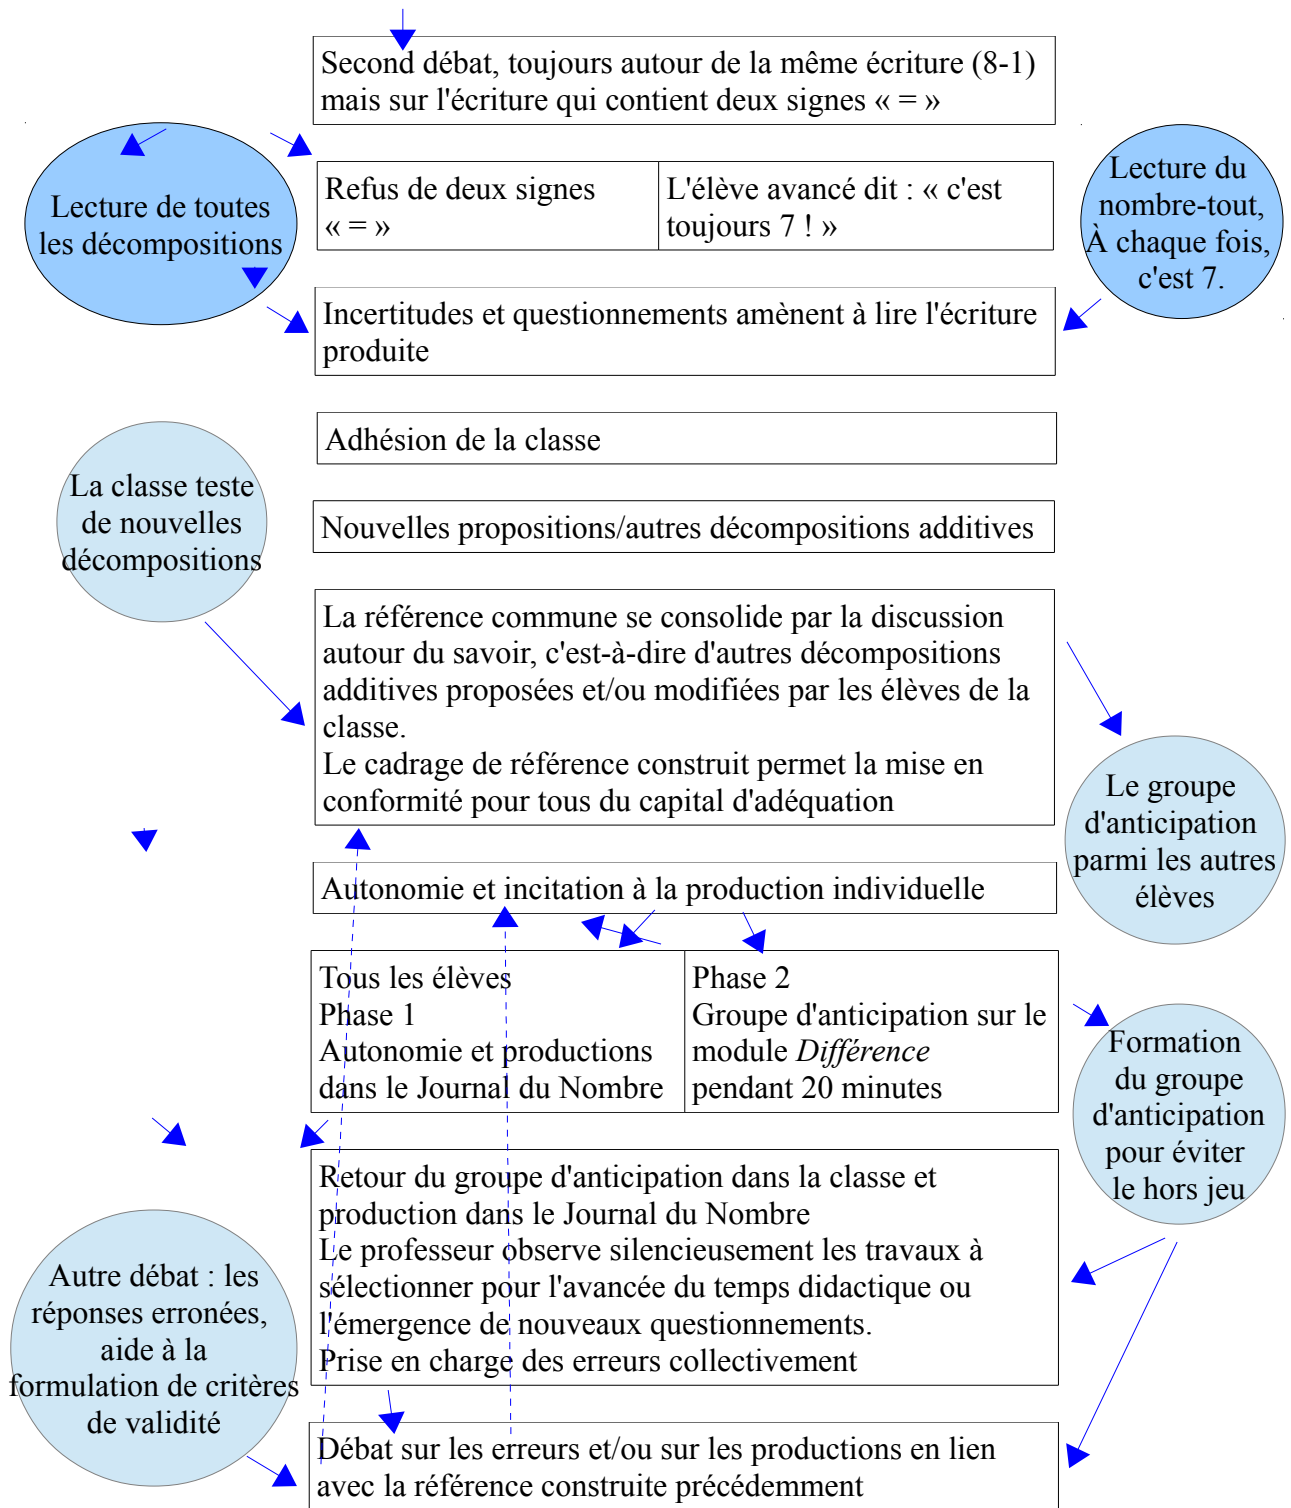 Second débat, toujours autour de la même écriture (8-1)
mais sur l'écriture qui contient deux signes « = »
Lecture de toutes
les décompositions
Refus de deux signes
« = »
L'élève avancé dit : « c'est
toujours 7 ! »
Lecture du
nombre-tout,
À chaque fois,
c'est 7.
Incertitudes et questionnements amènent à lire l'écriture
produite
Adhésion de la classe
La classe teste
de nouvelles
décompositions
Nouvelles propositions/autres décompositions additives
La référence commune se consolide par la discussion
autour du savoir, c'est-à-dire d'autres décompositions
additives proposées et/ou modifiées par les élèves de la
classe.
Le cadrage de référence construit permet la mise en
conformité pour tous du capital d'adéquation
Le groupe
d'anticipation
parmi les autres
élèves
Autonomie et incitation à la production individuelle
Tous les élèves
Phase 1
Autonomie et productions
dans le Journal du Nombre
Phase 2
Groupe d'anticipation sur le
module Différence
pendant 20 minutes
Formation
du groupe
d'anticipation
pour éviter
le hors jeu
Retour du groupe d'anticipation dans la classe et
production dans le Journal du Nombre
Le professeur observe silencieusement les travaux à
sélectionner pour l'avancée du temps didactique ou
l'émergence de nouveaux questionnements.
Prise en charge des erreurs collectivement
Autre débat : les
réponses erronées,
aide à la
formulation de critères
de validité
Débat sur les erreurs et/ou sur les productions en lien
avec la référence construite précédemment